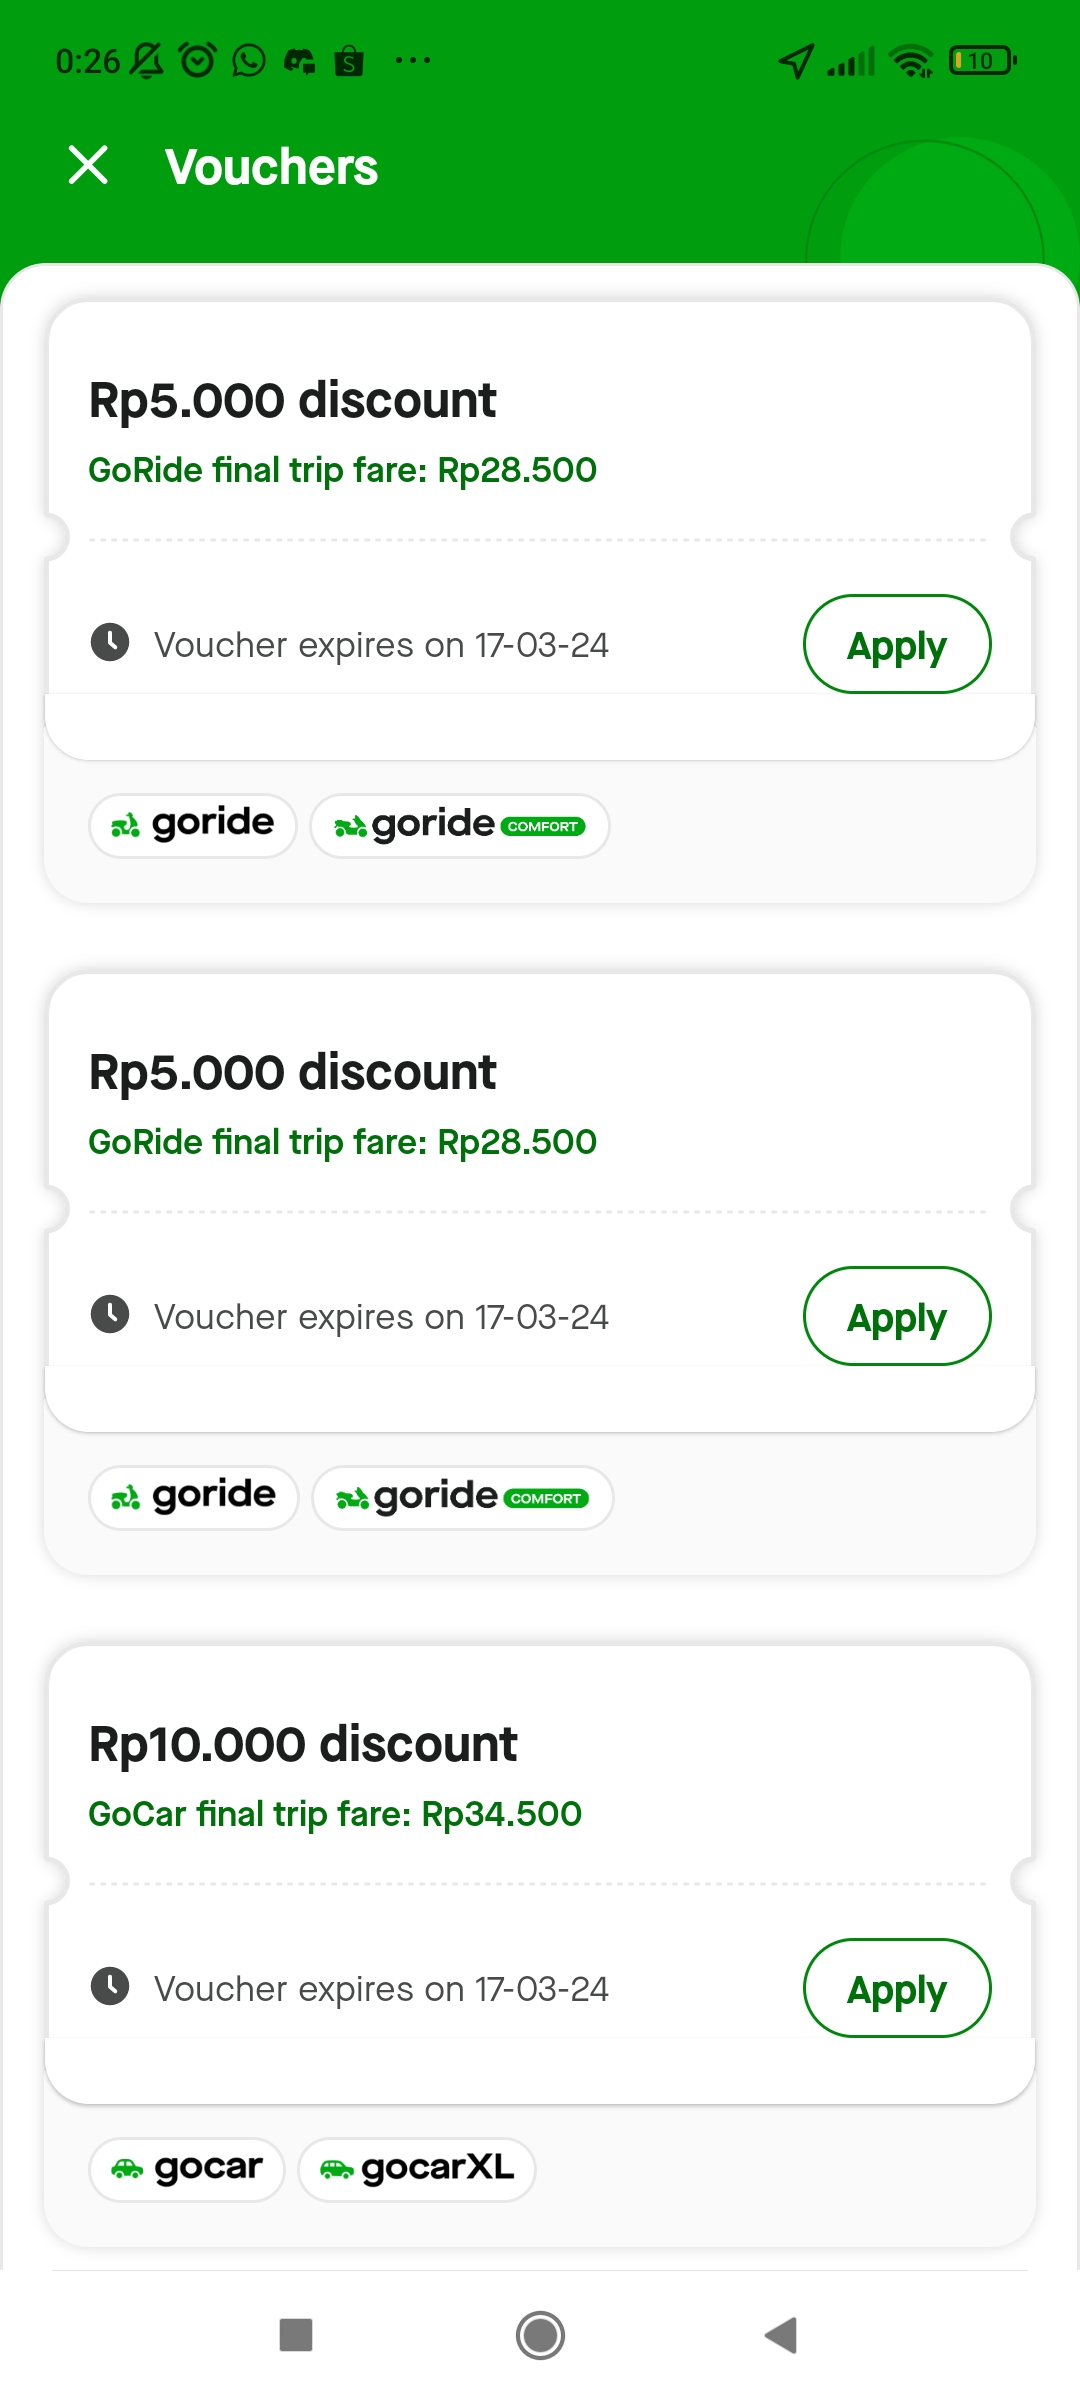 0:26
10
Vouchers
Rp5.000 discount
GoRide final trip fare: Rp28.500
Voucher expires on 17-03-24
Apply
goride
goride COMFORT
Rp5.000 discount
GoRide final trip fare: Rp28.500
Voucher expires on 17-03-24
Apply
goride
goride COMFORT
Rp10.000 discount
GoCar final trip fare: Rp34.500
Voucher expires on 17-03-24
Apply
gocar
gocarXL